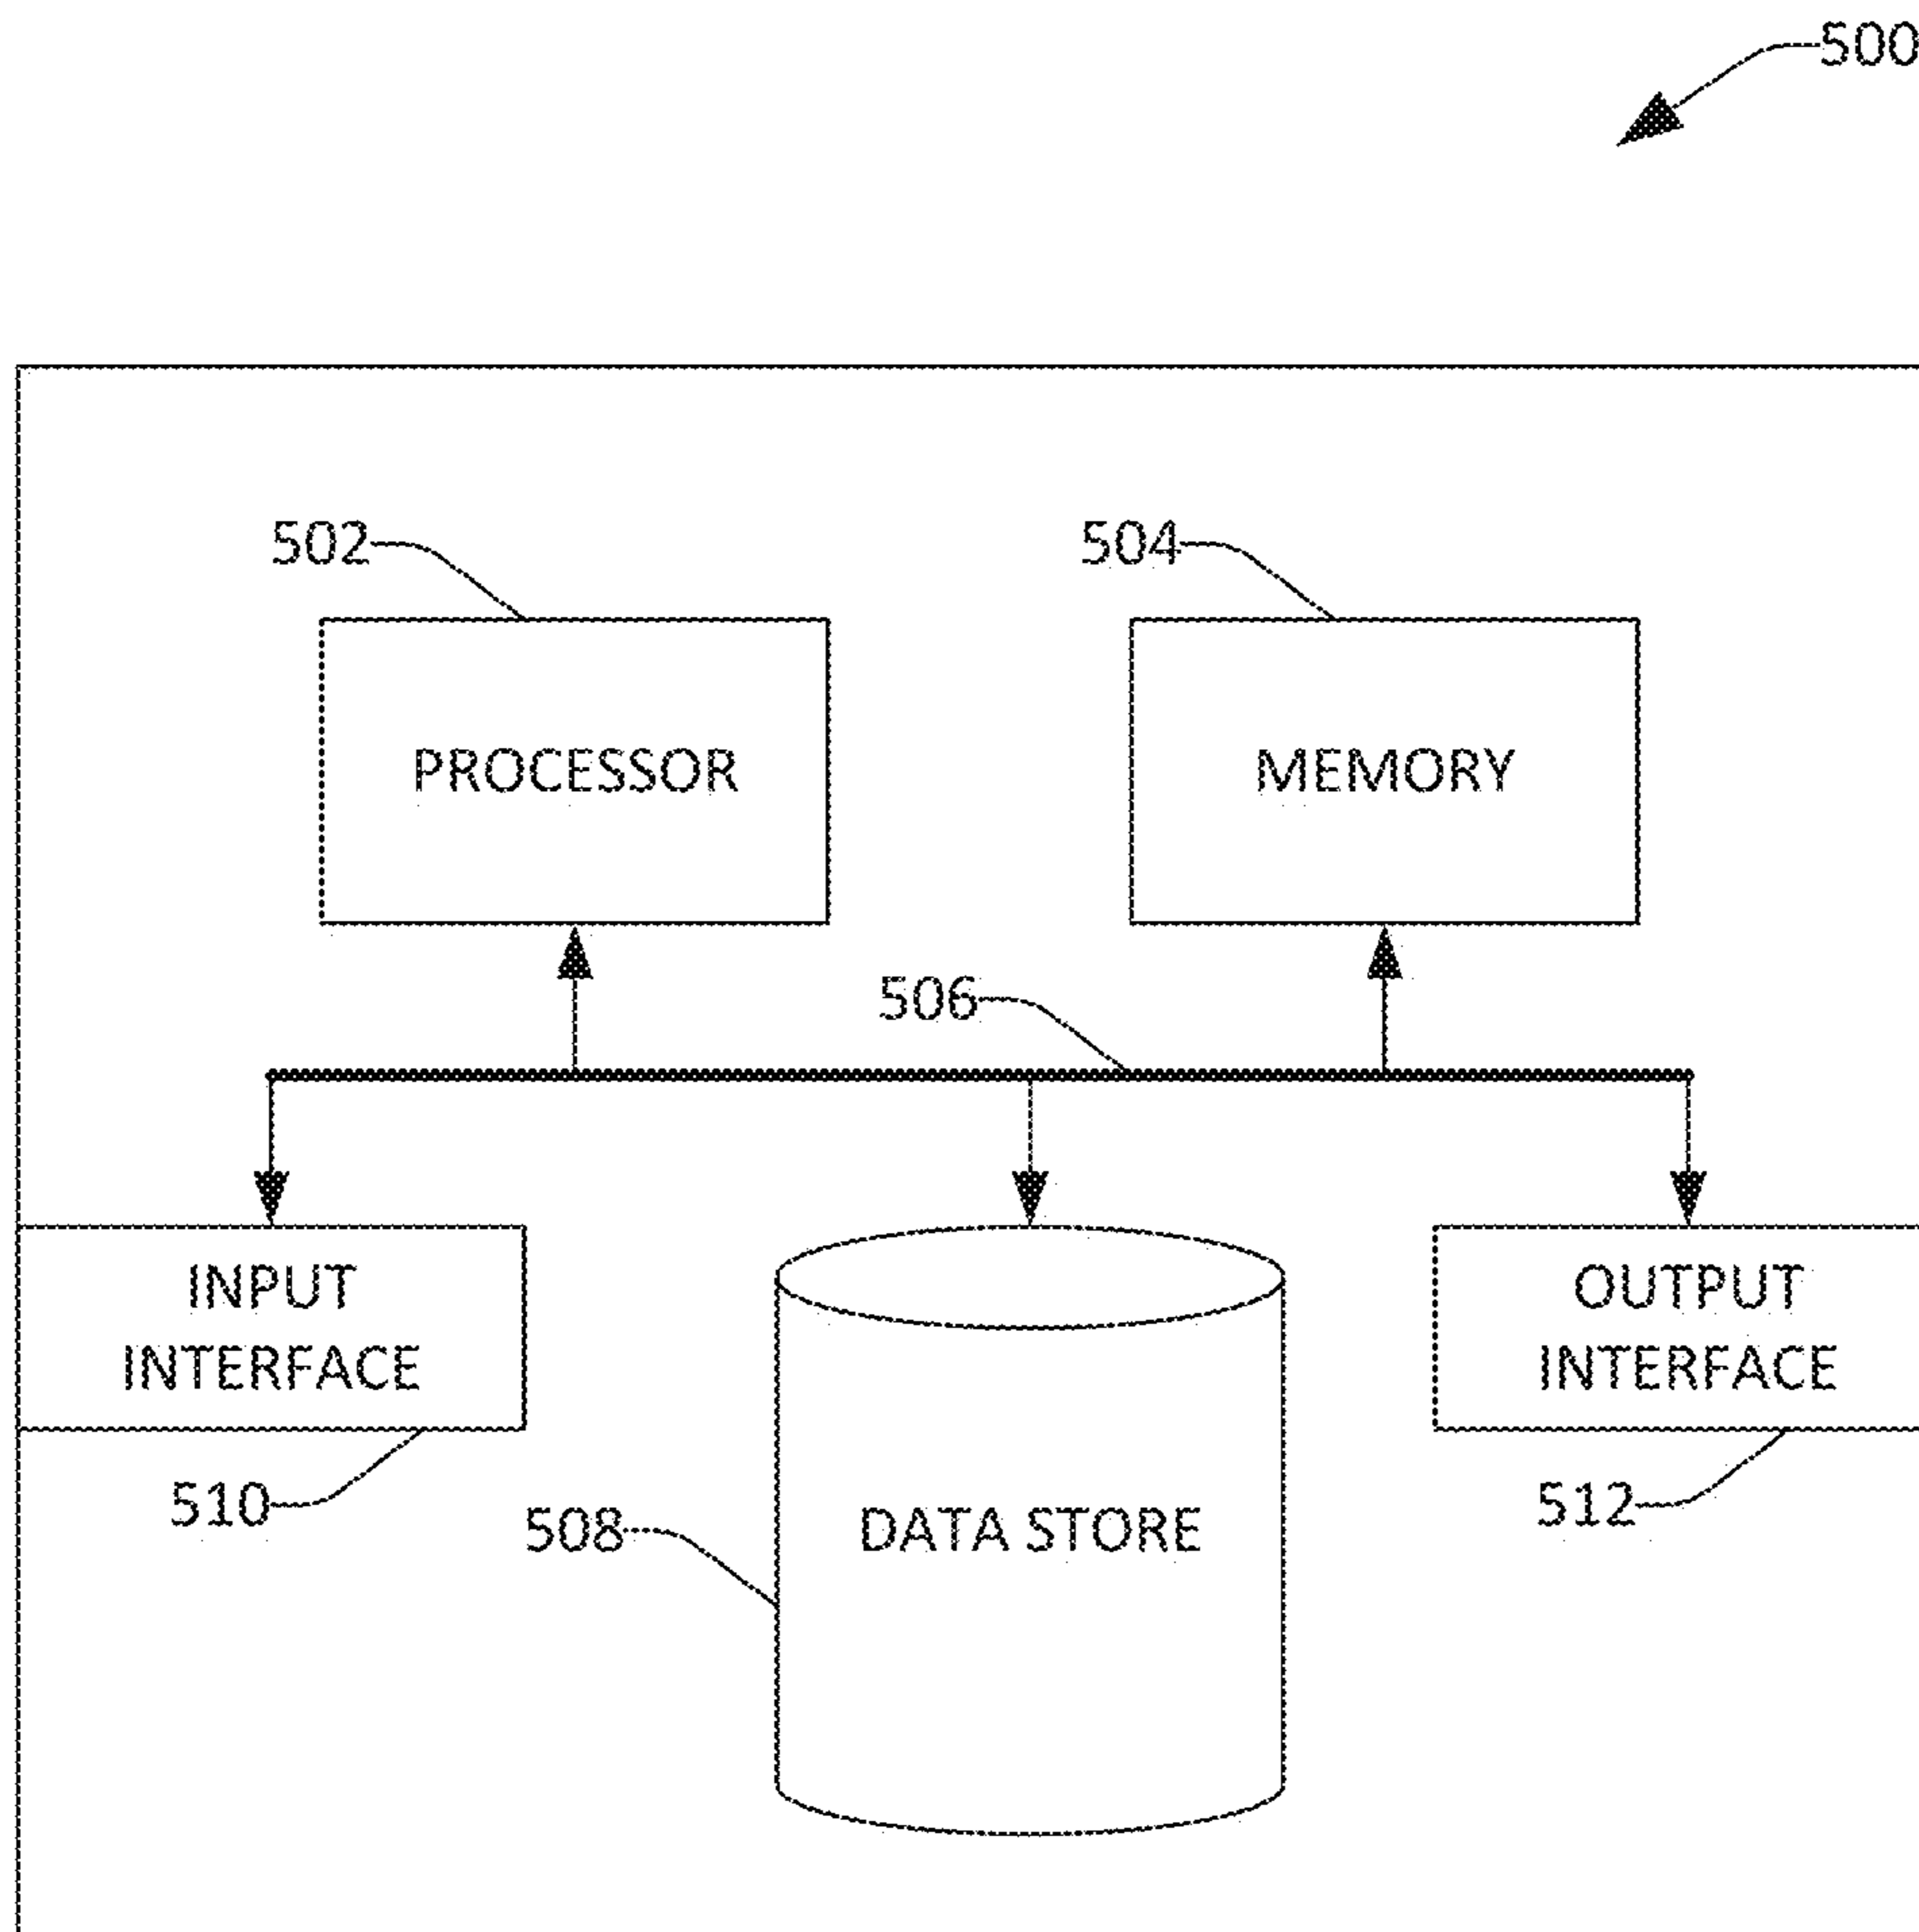 500
502
504
PROCESSOR
MEMORY
506
INPUT
INTERFACE
OUTPUT
INTERFACE
510
508
DATA STORE
512